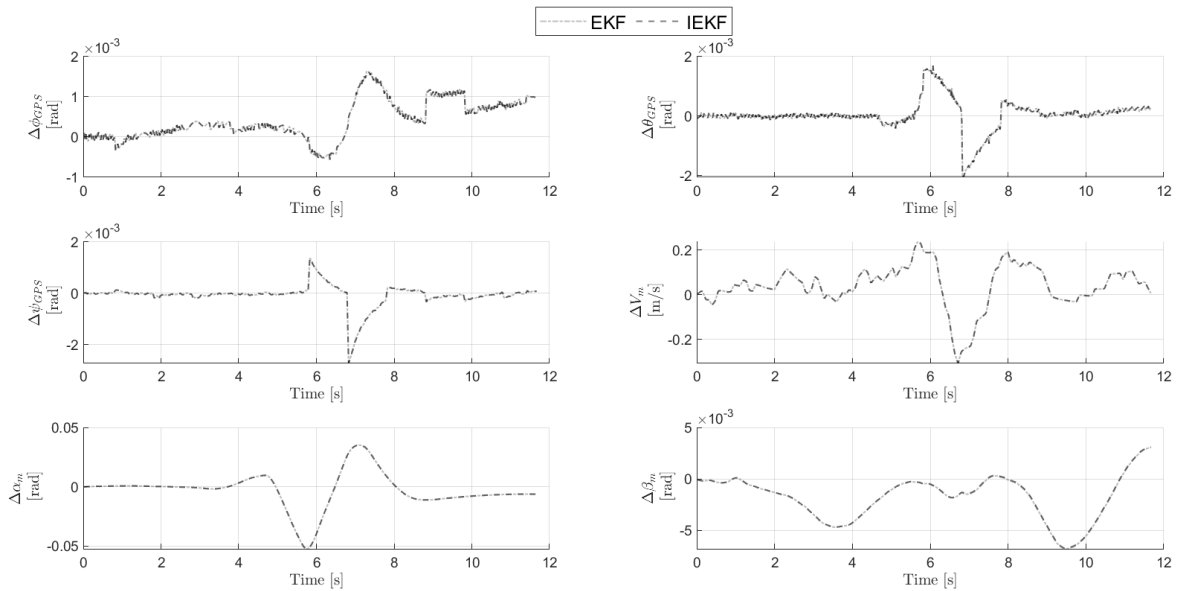 EKF IEKF
×10⁻³
2
1
0
-1
Δϕ_GPS
[rad]
0 2 4 6 8 10 12
Time [s]
×10⁻³
2
0
-2
Δθ_GPS
[rad]
0 2 4 6 8 10 12
Time [s]
×10⁻³
2
0
-2
Δψ_GPS
[rad]
0 2 4 6 8 10 12
Time [s]
0.2
0
-0.2
ΔV_m
[m/s]
0 2 4 6 8 10 12
Time [s]
0.05
0
-0.05
Δα_m
[rad]
0 2 4 6 8 10 12
Time [s]
×10⁻³
5
0
-5
Δβ_m
[rad]
0 2 4 6 8 10 12
Time [s]